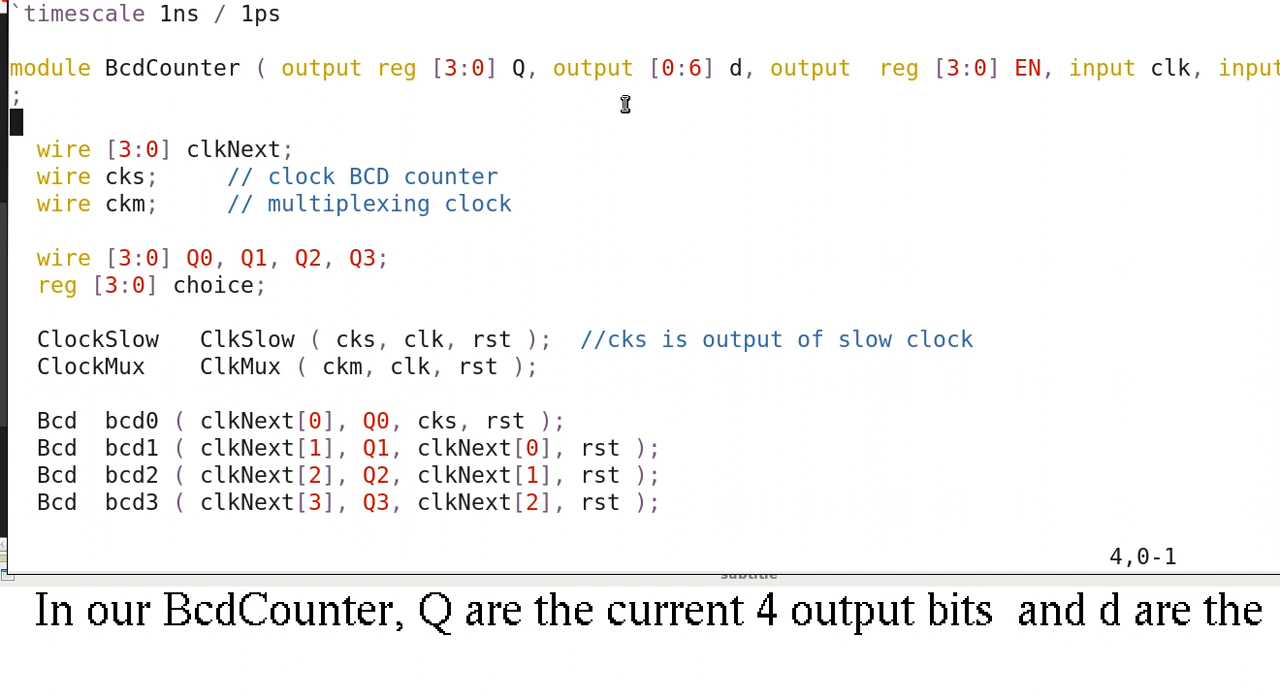 `timescale 1ns / 1ps
module BcdCounter ( output reg [3:0] Q, output [0:6] d, output  reg [3:0] EN, input clk, input
;
wire [3:0] clkNext;
wire cks;     // clock BCD counter
wire ckm;     // multiplexing clock
wire [3:0] Q0, Q1, Q2, Q3;
reg [3:0] choice;
ClockSlow   ClkSlow ( cks, clk, rst );  //cks is output of slow clock
ClockMux    ClkMux ( ckm, clk, rst );
Bcd  bcd0 ( clkNext[0], Q0, cks, rst );
Bcd  bcd1 ( clkNext[1], Q1, clkNext[0], rst );
Bcd  bcd2 ( clkNext[2], Q2, clkNext[1], rst );
Bcd  bcd3 ( clkNext[3], Q3, clkNext[2], rst );
4,0-1
subtitle
In our BcdCounter, Q are the current 4 output bits  and d are the